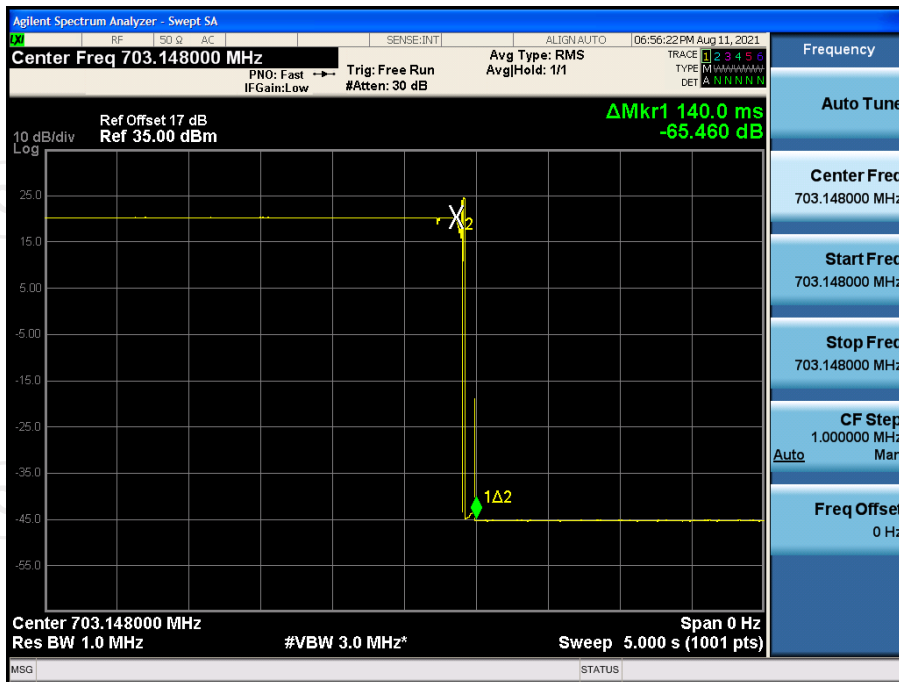 Agilent Spectrum Analyzer - Swept SA
LXI RF 50 Ω AC SENSE:INT ALIGN AUTO 06:56:22 PM Aug 11, 2021
Center Freq 703.148000 MHz
PNO: Fast
IFGain:Low
Trig: Free Run
#Atten: 30 dB
Avg Type: RMS
Avg|Hold: 1/1
TRACE 1 2 3 4 5 6
TYPE M WWWWW
DET A N N N N N
Frequency
Auto Tune
ΔMkr1 140.0 ms
-65.460 dB
Ref Offset 17 dB
Ref 35.00 dBm
10 dB/div
Log
25.0
15.0
5.00
-5.00
-15.0
-25.0
-35.0
-45.0
-55.0
X2
1Δ2
Center Freq
703.148000 MHz
Start Freq
703.148000 MHz
Stop Freq
703.148000 MHz
CF Step
1.000000 MHz
Auto Man
Freq Offset
0 Hz
Center 703.148000 MHz
Span 0 Hz
Res BW 1.0 MHz
#VBW 3.0 MHz*
Sweep 5.000 s (1001 pts)
MSG
STATUS